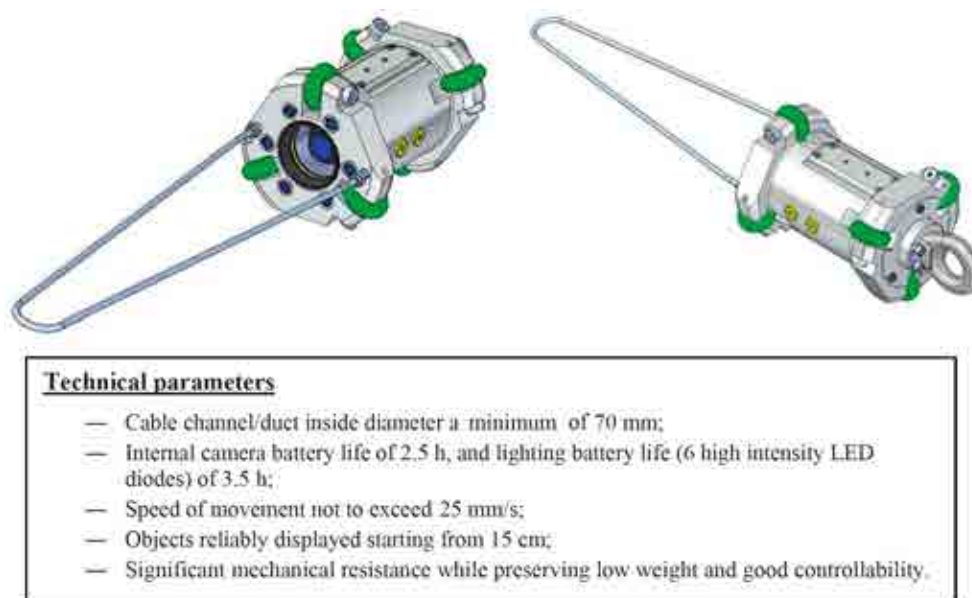 Technical parameters
— Cable channel/duct inside diameter a minimum of 70 mm;
— Internal camera battery life of 2.5 h, and lighting battery life (6 high intensity LED
diodes) of 3.5 h;
— Speed of movement not to exceed 25 mm/s;
— Objects reliably displayed starting from 15 cm;
— Significant mechanical resistance while preserving low weight and good controllability.